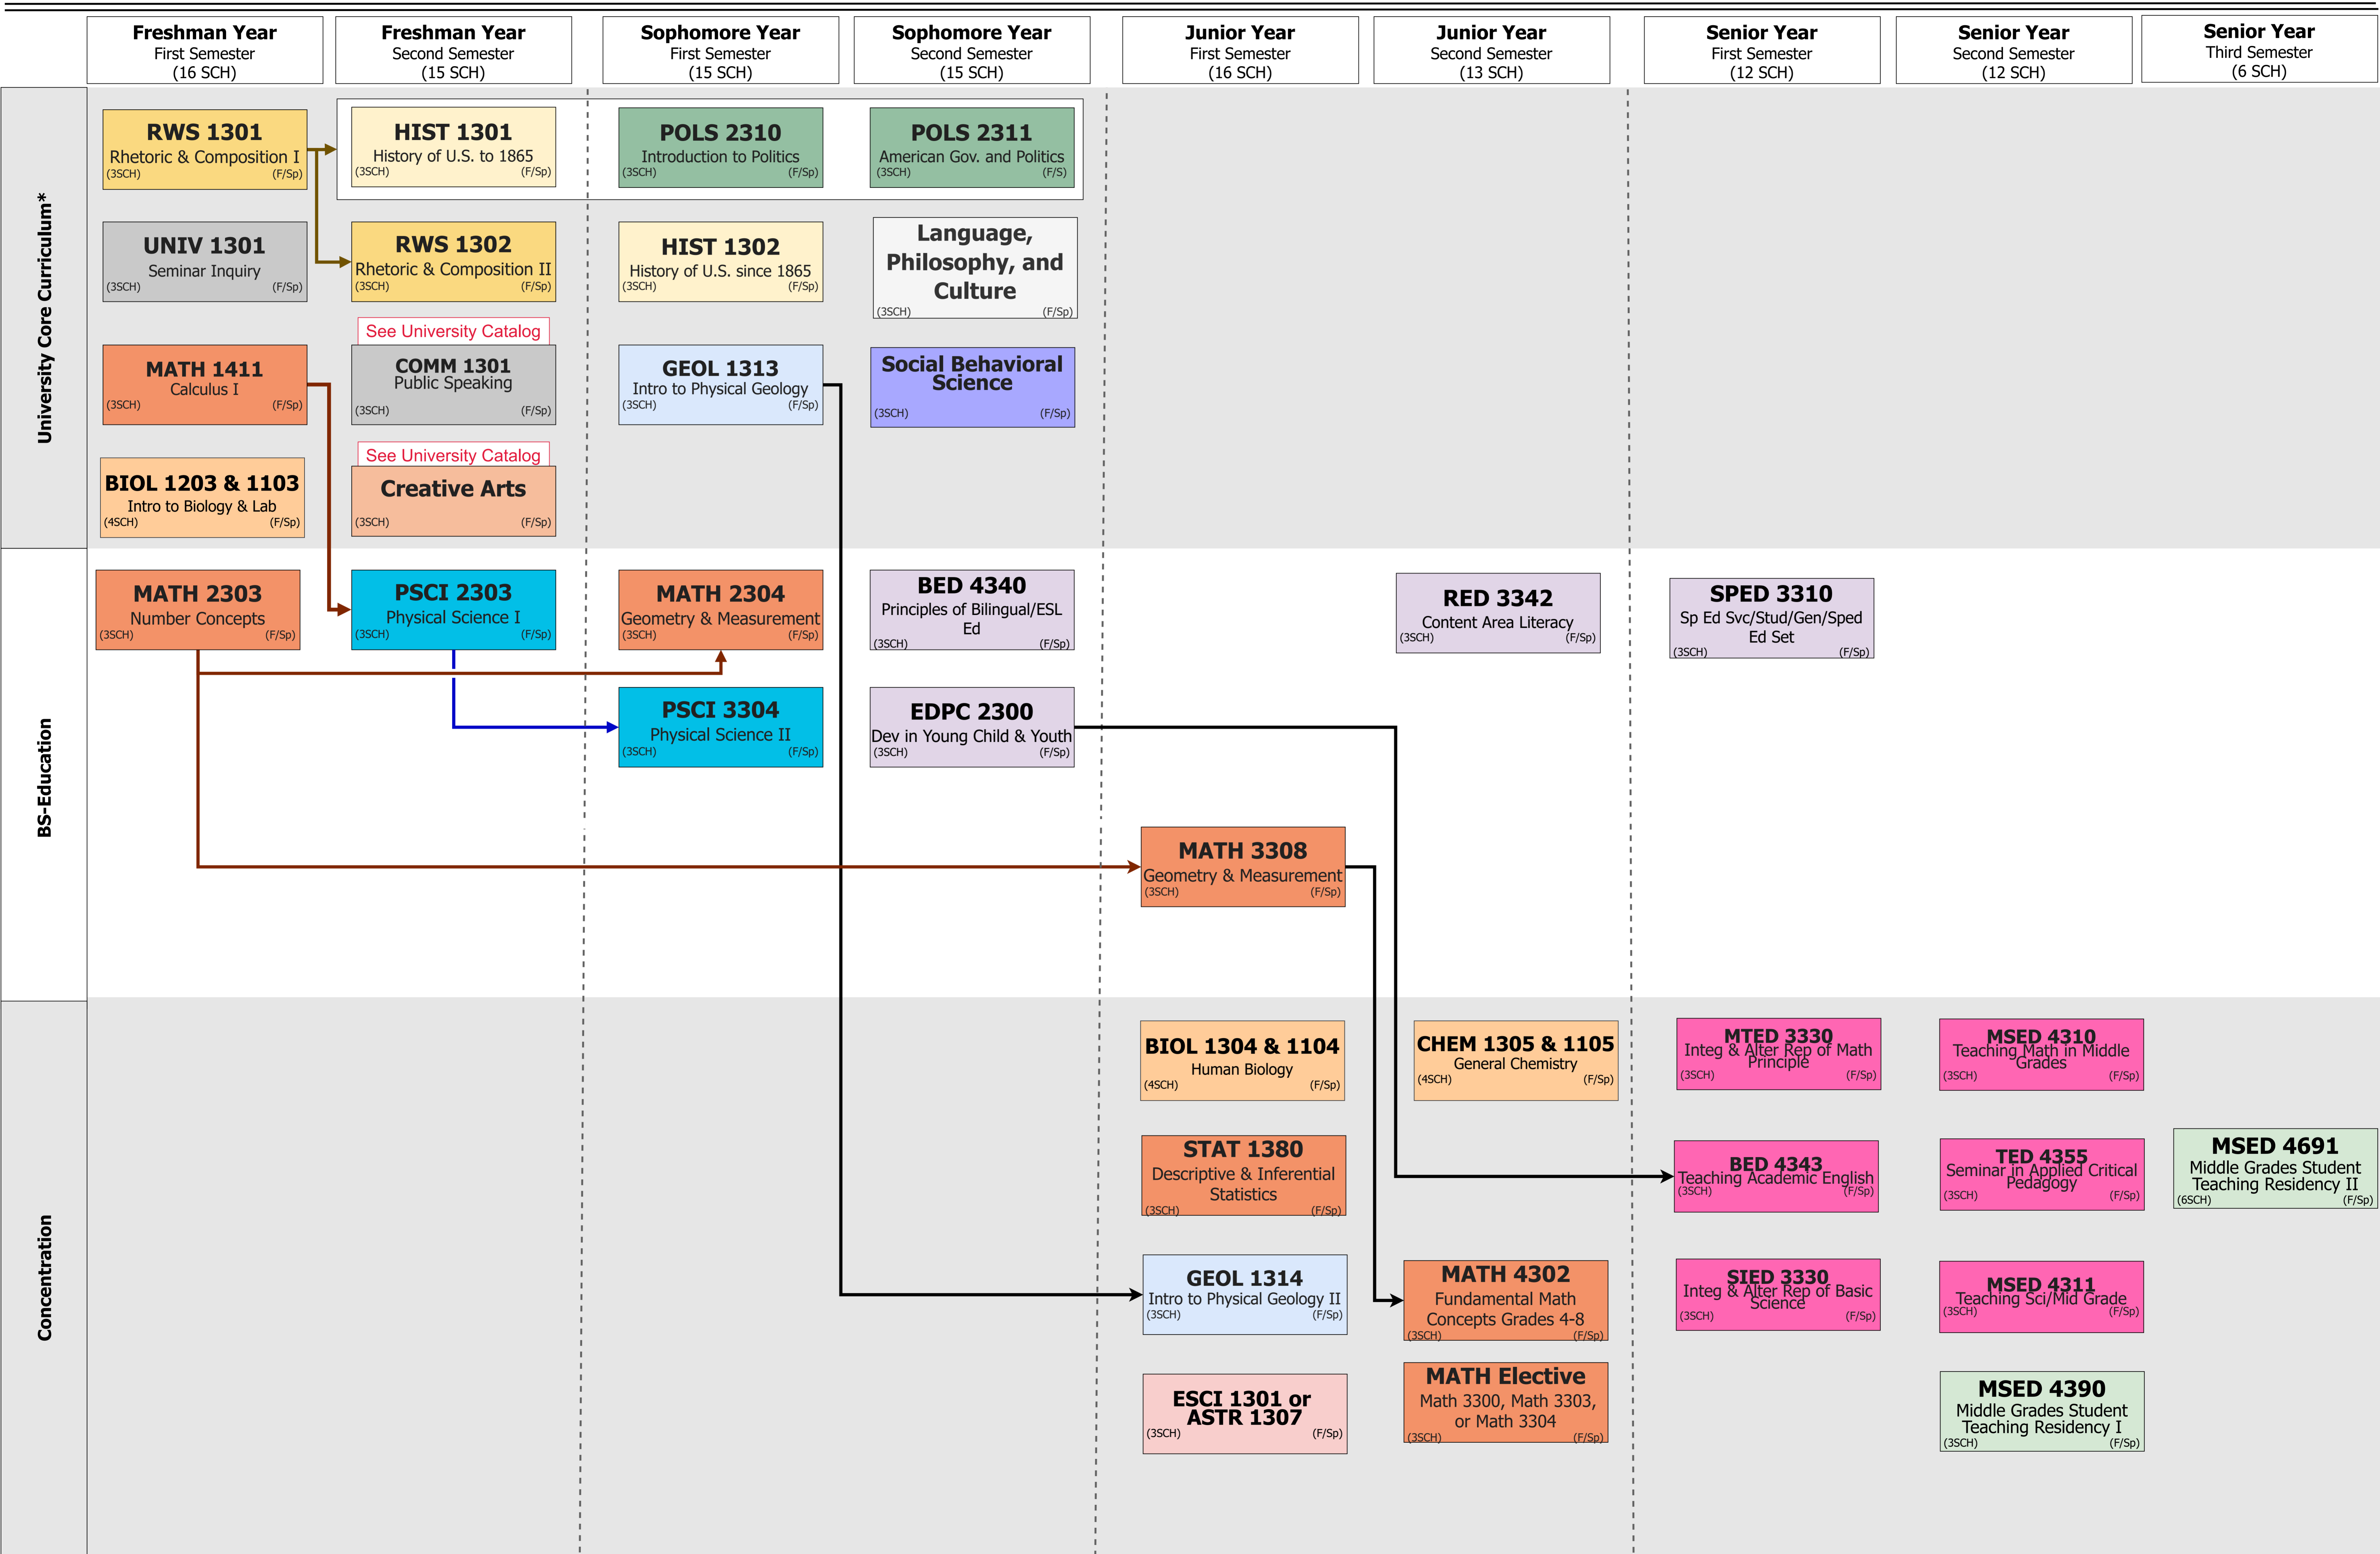 Freshman Year
First Semester
(16 SCH)
Freshman Year
Second Semester
(15 SCH)
Sophomore Year
First Semester
(15 SCH)
Sophomore Year
Second Semester
(15 SCH)
Junior Year
First Semester
(16 SCH)
Junior Year
Second Semester
(13 SCH)
Senior Year
First Semester
(12 SCH)
Senior Year
Second Semester
(12 SCH)
Senior Year
Third Semester
(6 SCH)
University Core Curriculum*
RWS 1301
Rhetoric & Composition I
(3SCH) (F/Sp)
HIST 1301
History of U.S. to 1865
(3SCH) (F/Sp)
POLS 2310
Introduction to Politics
(3SCH) (F/Sp)
POLS 2311
American Gov. and Politics
(3SCH) (F/S)
UNIV 1301
Seminar Inquiry
(3SCH) (F/Sp)
RWS 1302
Rhetoric & Composition II
(3SCH) (F/Sp)
HIST 1302
History of U.S. since 1865
(3SCH) (F/Sp)
Language,
Philosophy, and
Culture
(3SCH) (F/Sp)
MATH 1411
Calculus I
(3SCH) (F/Sp)
See University Catalog
COMM 1301
Public Speaking
(3SCH) (F/Sp)
GEOL 1313
Intro to Physical Geology
(3SCH) (F/Sp)
Social Behavioral
Science
(3SCH) (F/Sp)
BIOL 1203 & 1103
Intro to Biology & Lab
(4SCH) (F/Sp)
See University Catalog
Creative Arts
(3SCH) (F/Sp)
BS-Education
MATH 2303
Number Concepts
(3SCH) (F/Sp)
PSCI 2303
Physical Science I
(3SCH) (F/Sp)
MATH 2304
Geometry & Measurement
(3SCH) (F/Sp)
BED 4340
Principles of Bilingual/ESL
Ed
(3SCH) (F/Sp)
RED 3342
Content Area Literacy
(3SCH) (F/Sp)
SPED 3310
Sp Ed Svc/Stud/Gen/Sped
Ed Set
(3SCH) (F/Sp)
PSCI 3304
Physical Science II
(3SCH) (F/Sp)
EDPC 2300
Dev in Young Child & Youth
(3SCH) (F/Sp)
MATH 3308
Geometry & Measurement
(3SCH) (F/Sp)
Concentration
BIOL 1304 & 1104
Human Biology
(4SCH) (F/Sp)
CHEM 1305 & 1105
General Chemistry
(4SCH) (F/Sp)
MTED 3330
Integ & Alter Rep of Math
Principle
(3SCH) (F/Sp)
MSED 4310
Teaching Math in Middle
Grades
(3SCH) (F/Sp)
STAT 1380
Descriptive & Inferential
Statistics
(3SCH) (F/Sp)
BED 4343
Teaching Academic English
(3SCH) (F/Sp)
TED 4355
Seminar in Applied Critical
Pedagogy
(3SCH) (F/Sp)
MSED 4691
Middle Grades Student
Teaching Residency II
(6SCH) (F/Sp)
GEOL 1314
Intro to Physical Geology II
(3SCH) (F/Sp)
MATH 4302
Fundamental Math
Concepts Grades 4-8
(3SCH) (F/Sp)
SIED 3330
Integ & Alter Rep of Basic
Science
(3SCH) (F/Sp)
MSED 4311
Teaching Sci/Mid Grade
(3SCH) (F/Sp)
ESCI 1301 or
ASTR 1307
(3SCH) (F/Sp)
MATH Elective
Math 3300, Math 3303,
or Math 3304
(3SCH) (F/Sp)
MSED 4390
Middle Grades Student
Teaching Residency I
(3SCH) (F/Sp)